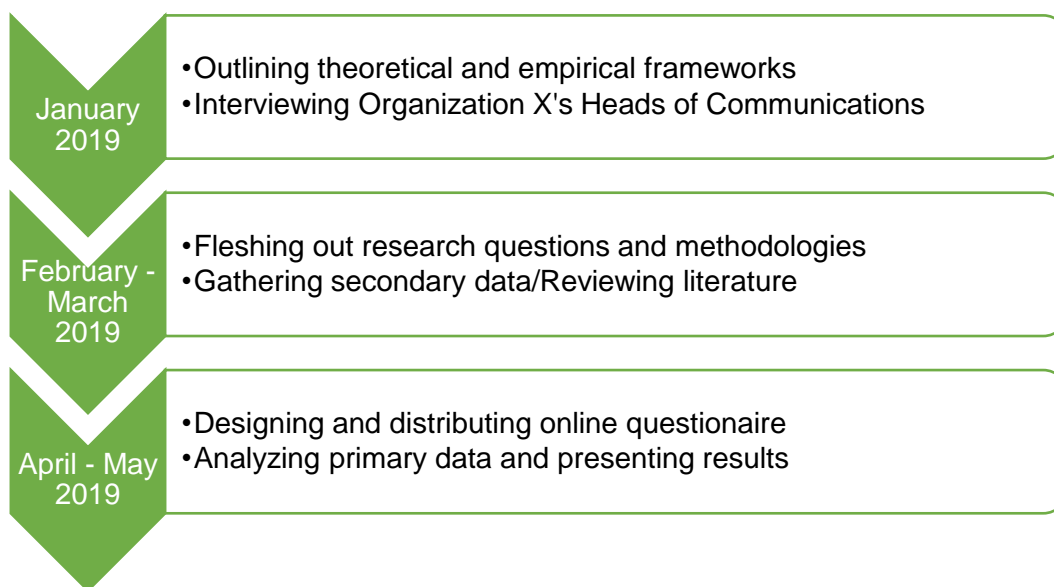 January
2019
•Outlining theoretical and empirical frameworks
•Interviewing Organization X's Heads of Communications
February -
March
2019
•Fleshing out research questions and methodologies
•Gathering secondary data/Reviewing literature
April - May
2019
•Designing and distributing online questionaire
•Analyzing primary data and presenting results